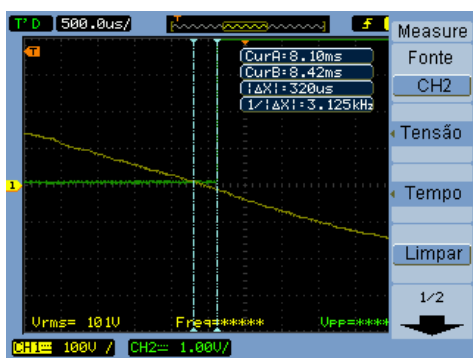 T'D 500.0us/ f
Measure
T
CurA:8.10ms
CurB:8.42ms
|ΔX|:320us
1/|ΔX|:3.125kHz
Fonte
CH2
Tensão
1
Tempo
Limpar
1/2
Vrms= 101V Freq=***** Vpp=****
CH1 100V / CH2 1.00V/